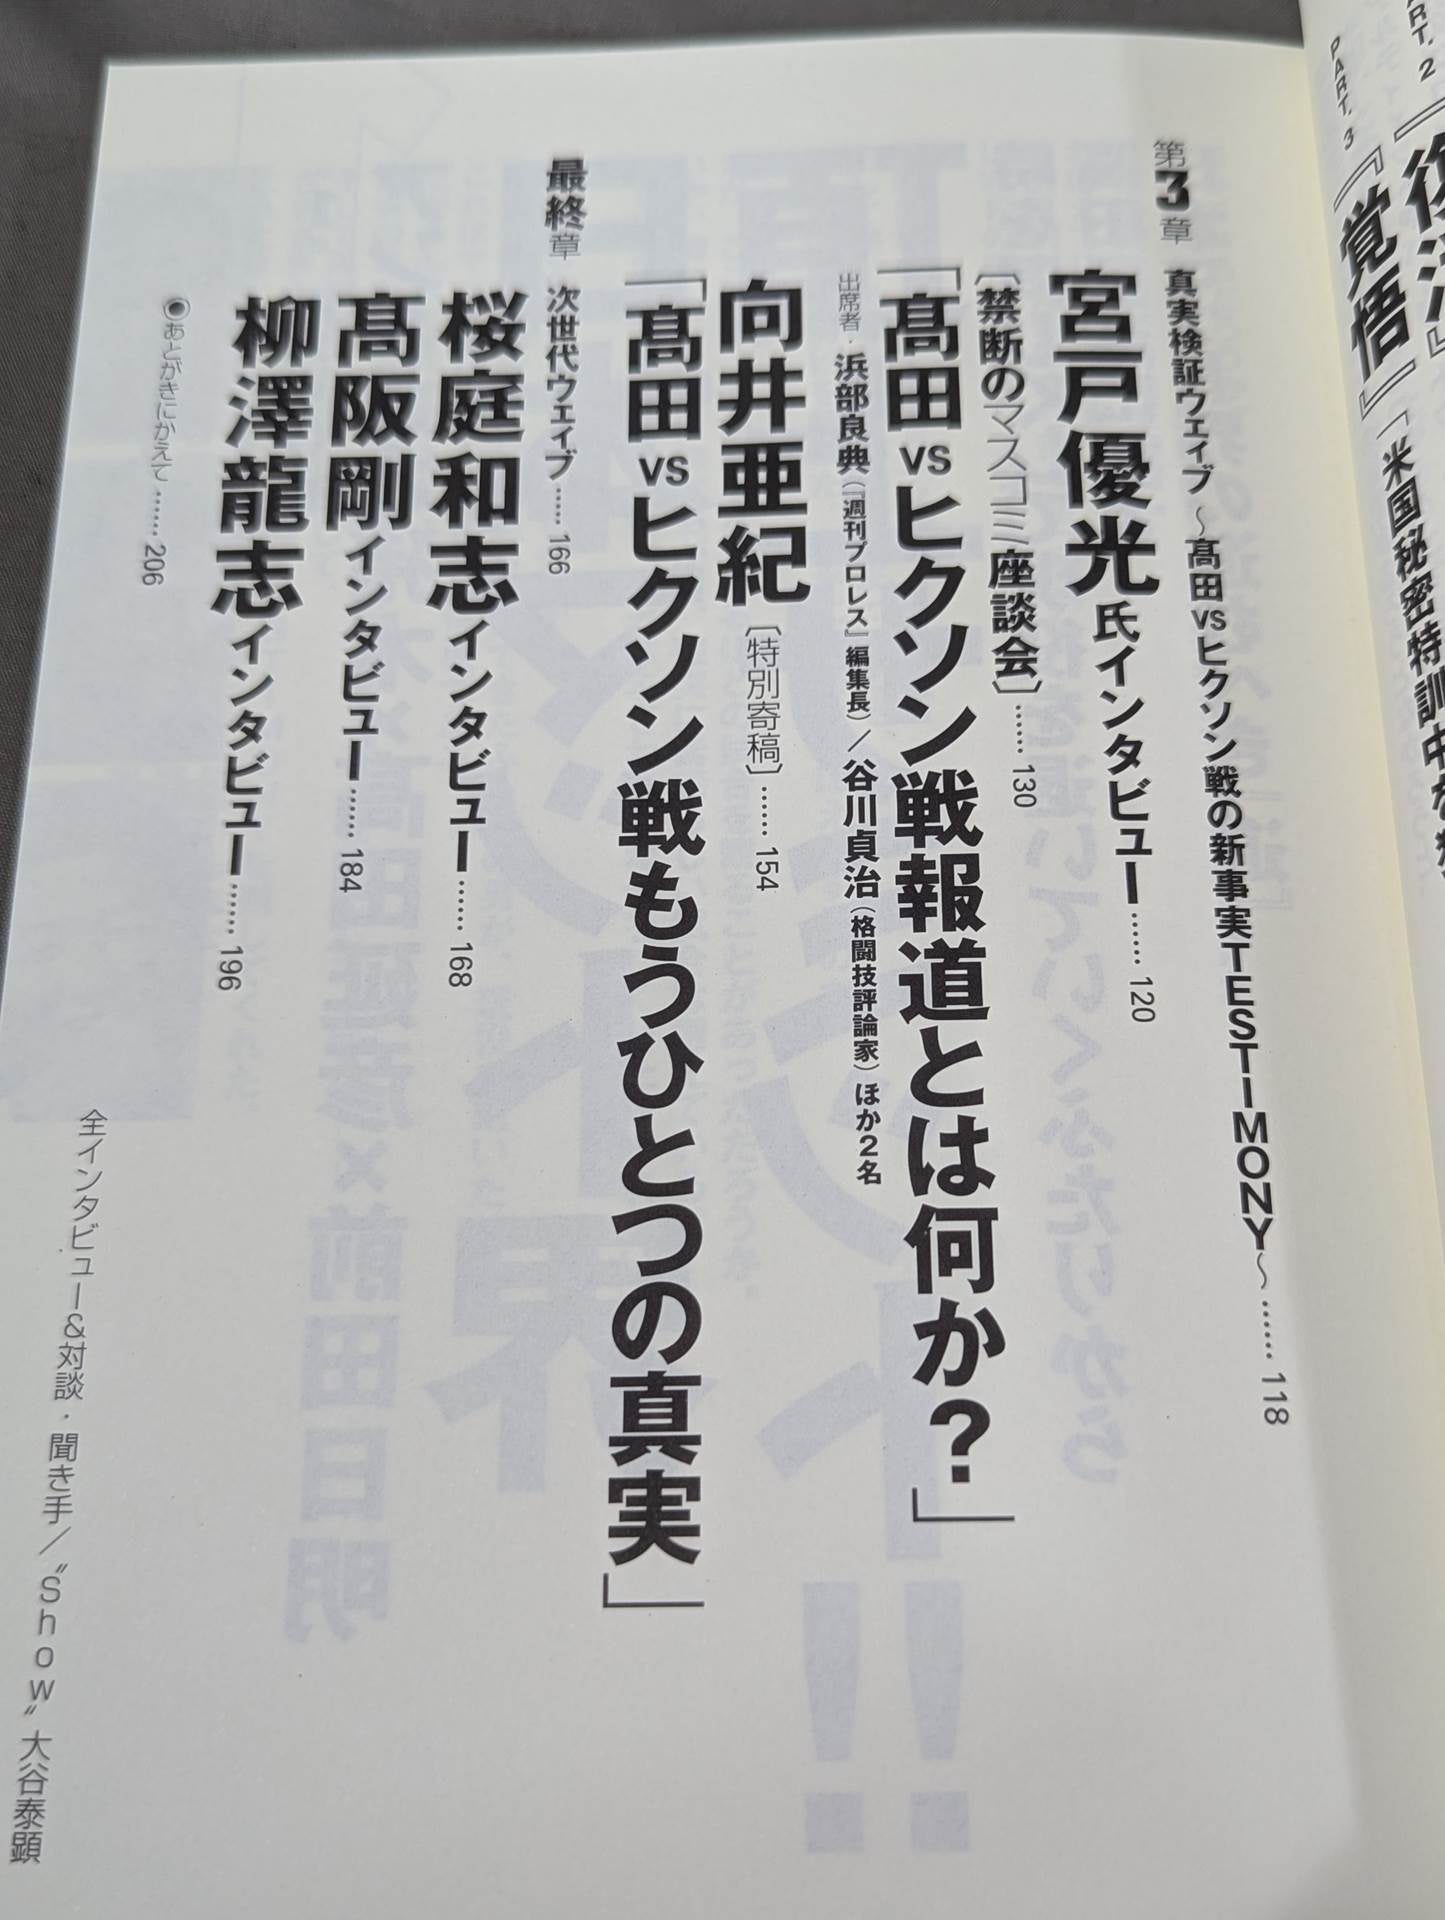 PART. 3『覚悟』「米国秘密特訓中を
第3章 真実検証ウェイブ ～髙田vsヒクソン戦の新事実TESTIMONY～……118
宮戸優光氏インタビュー……120
〔禁断のマスコミ座談会〕……130
「髙田vsヒクソン戦報道とは何か？」
出席者・浜部良典（『週刊プロレス』編集長）／谷川貞治（格闘技評論家）ほか２名
向井亜紀〔特別寄稿〕……154
「髙田vsヒクソン戦もうひとつの真実」
最終章 次世代ウェイブ……166
桜庭和志インタビュー……168
髙阪剛インタビュー……184
柳澤龍志インタビュー……196
◉あとがきにかえて……206
全インタビュー＆対談・聞き手／“Show”大谷泰顕